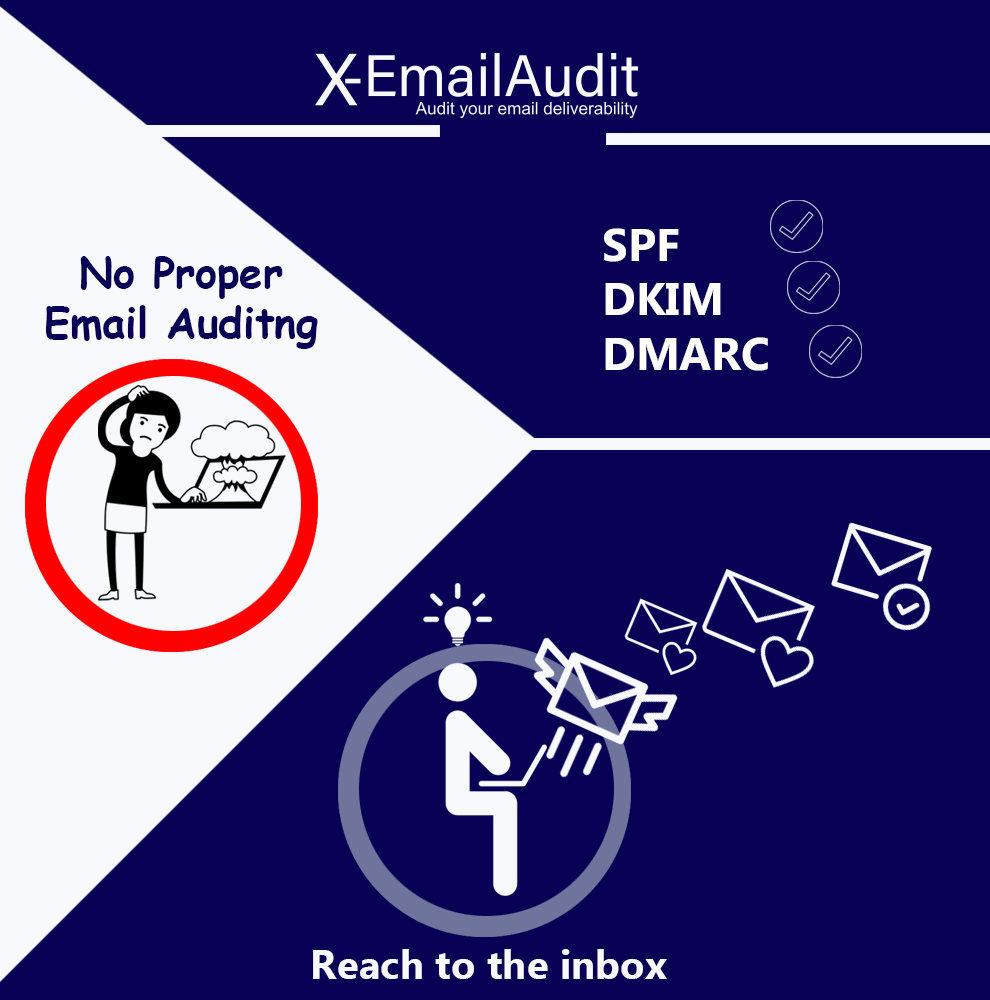 X-EmailAudit
Audit your email deliverability
SPF
DKIM
DMARC
No Proper
Email Auditng
Reach to the inbox